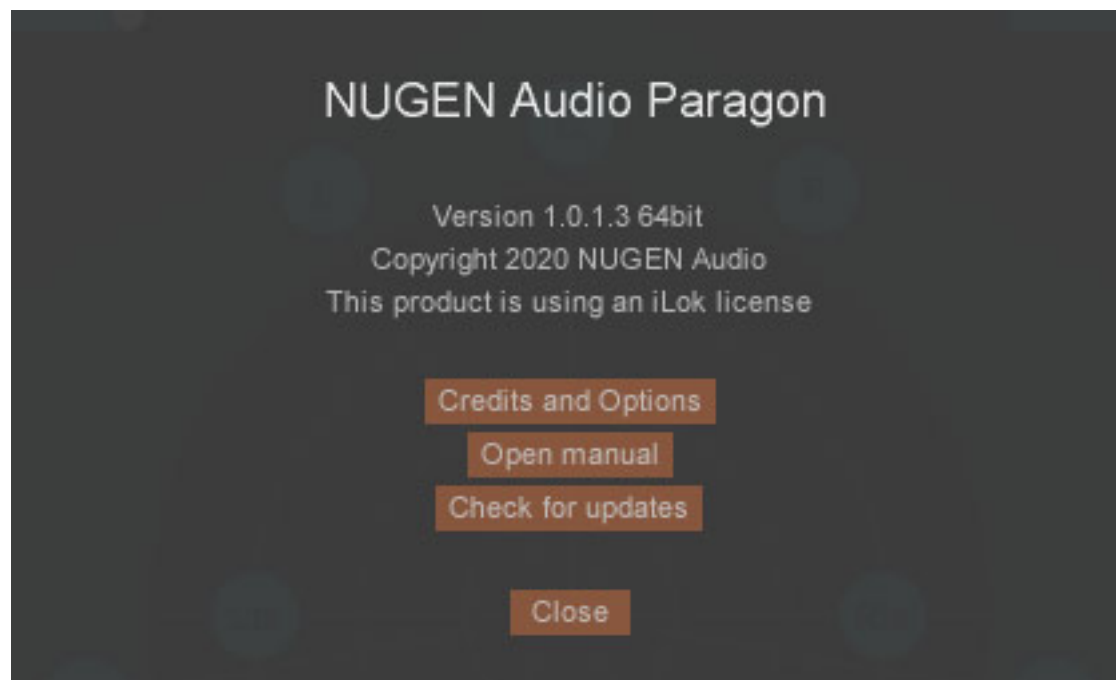 NUGEN Audio Paragon
Version 1.0.1.3 64bit
Copyright 2020 NUGEN Audio
This product is using an iLok license
Credits and Options
Open manual
Check for updates
Close